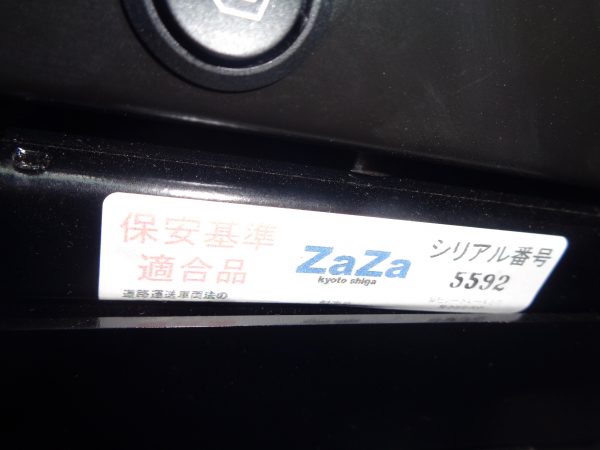 保安基準
適合品
道路運送車両法の
ZaZa
kyoto shiga
シリアル番号
5592